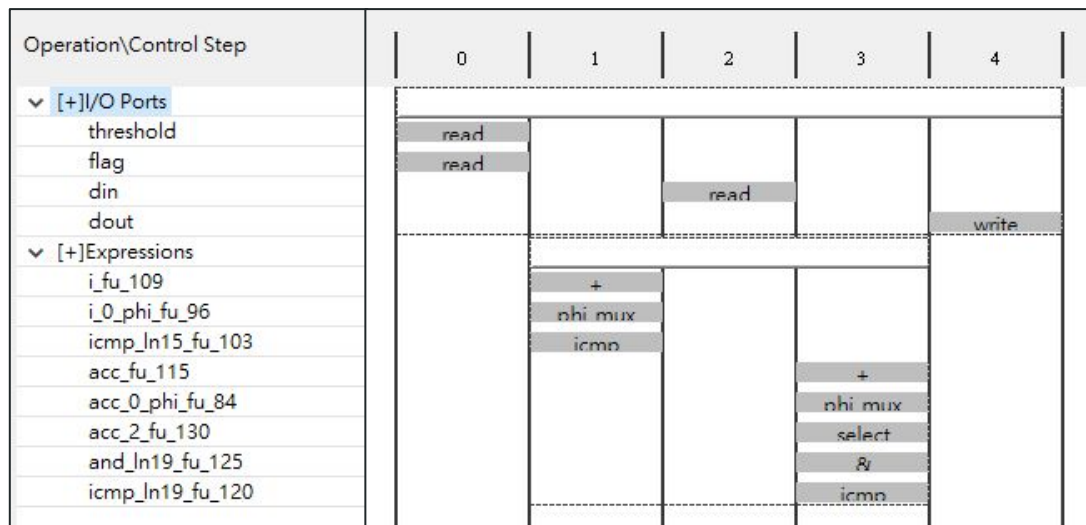 Operation\Control Step 0 1 2 3 4
[+]I/O Ports
threshold read
flag read
din read
dout write
[+]Expressions
i_fu_109 +
i_0_phi_fu_96 phi_mux
icmp_ln15_fu_103 icmp
acc_fu_115 +
acc_0_phi_fu_84 phi_mux
acc_2_fu_130 select
and_ln19_fu_125 &
icmp_ln19_fu_120 icmp